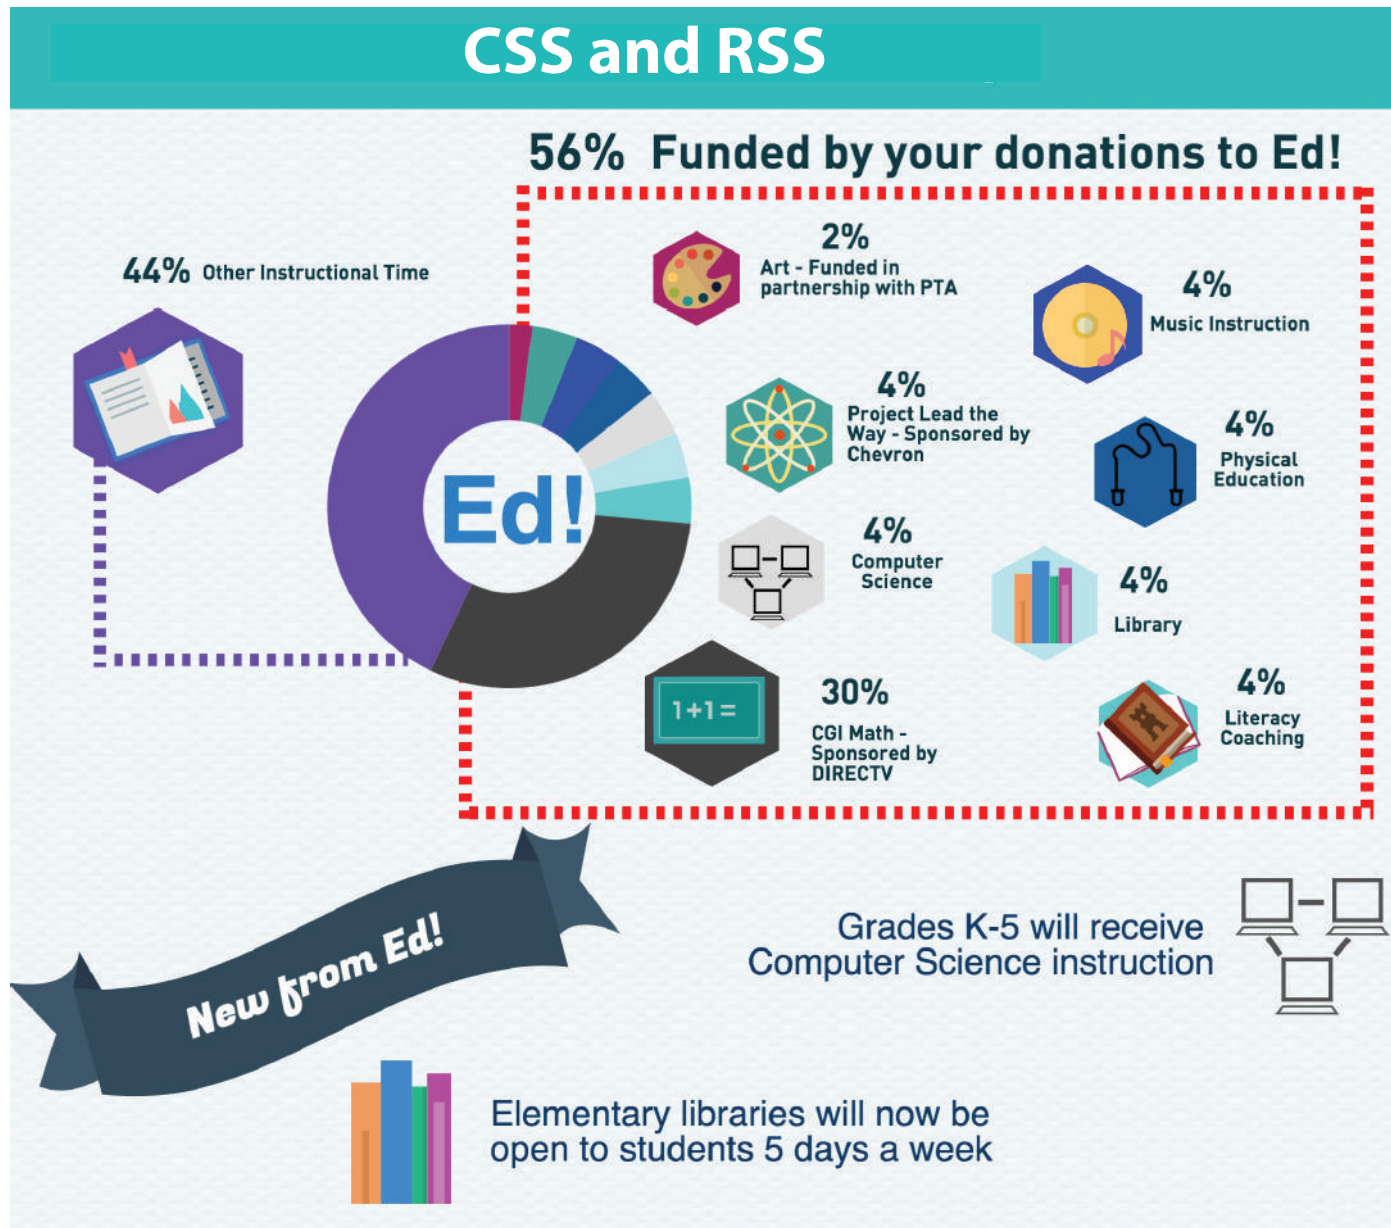 CSS and RSS
56% Funded by your donations to Ed!
44% Other Instructional Time
2%
Art - Funded in
partnership with PTA
4%
Music Instruction
4%
Project Lead the
Way - Sponsored by
Chevron
4%
Physical
Education
Ed!
4%
Computer
Science
4%
Library
1+1=
30%
CGI Math -
Sponsored by
DIRECTV
4%
Literacy
Coaching
New from Ed!
Grades K-5 will receive
Computer Science instruction
Elementary libraries will now be
open to students 5 days a week